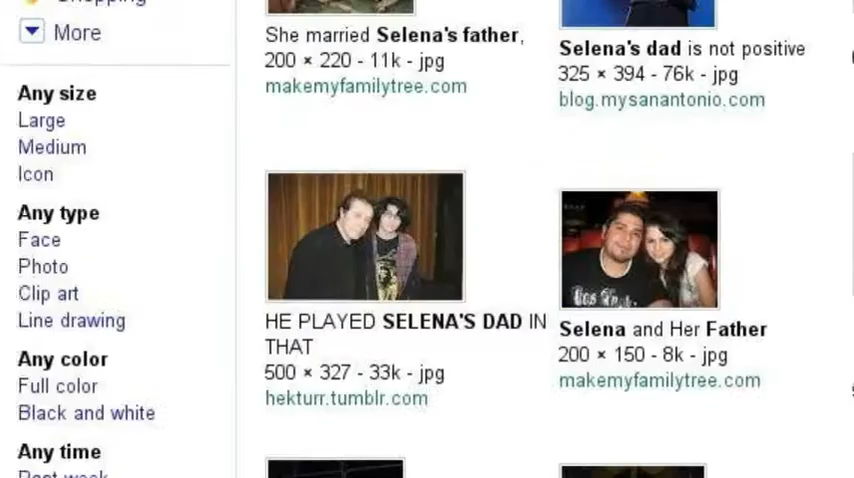 Shopping
More
Any size
Large
Medium
Icon
Any type
Face
Photo
Clip art
Line drawing
Any color
Full color
Black and white
Any time
Past week
She married Selena's father,
200 × 220 - 11k - jpg
makemyfamilytree.com
Selena's dad is not positive
325 × 394 - 76k - jpg
blog.mysanantonio.com
HE PLAYED SELENA'S DAD IN
THAT
500 × 327 - 33k - jpg
hekturr.tumblr.com
Selena and Her Father
200 × 150 - 8k - jpg
makemyfamilytree.com